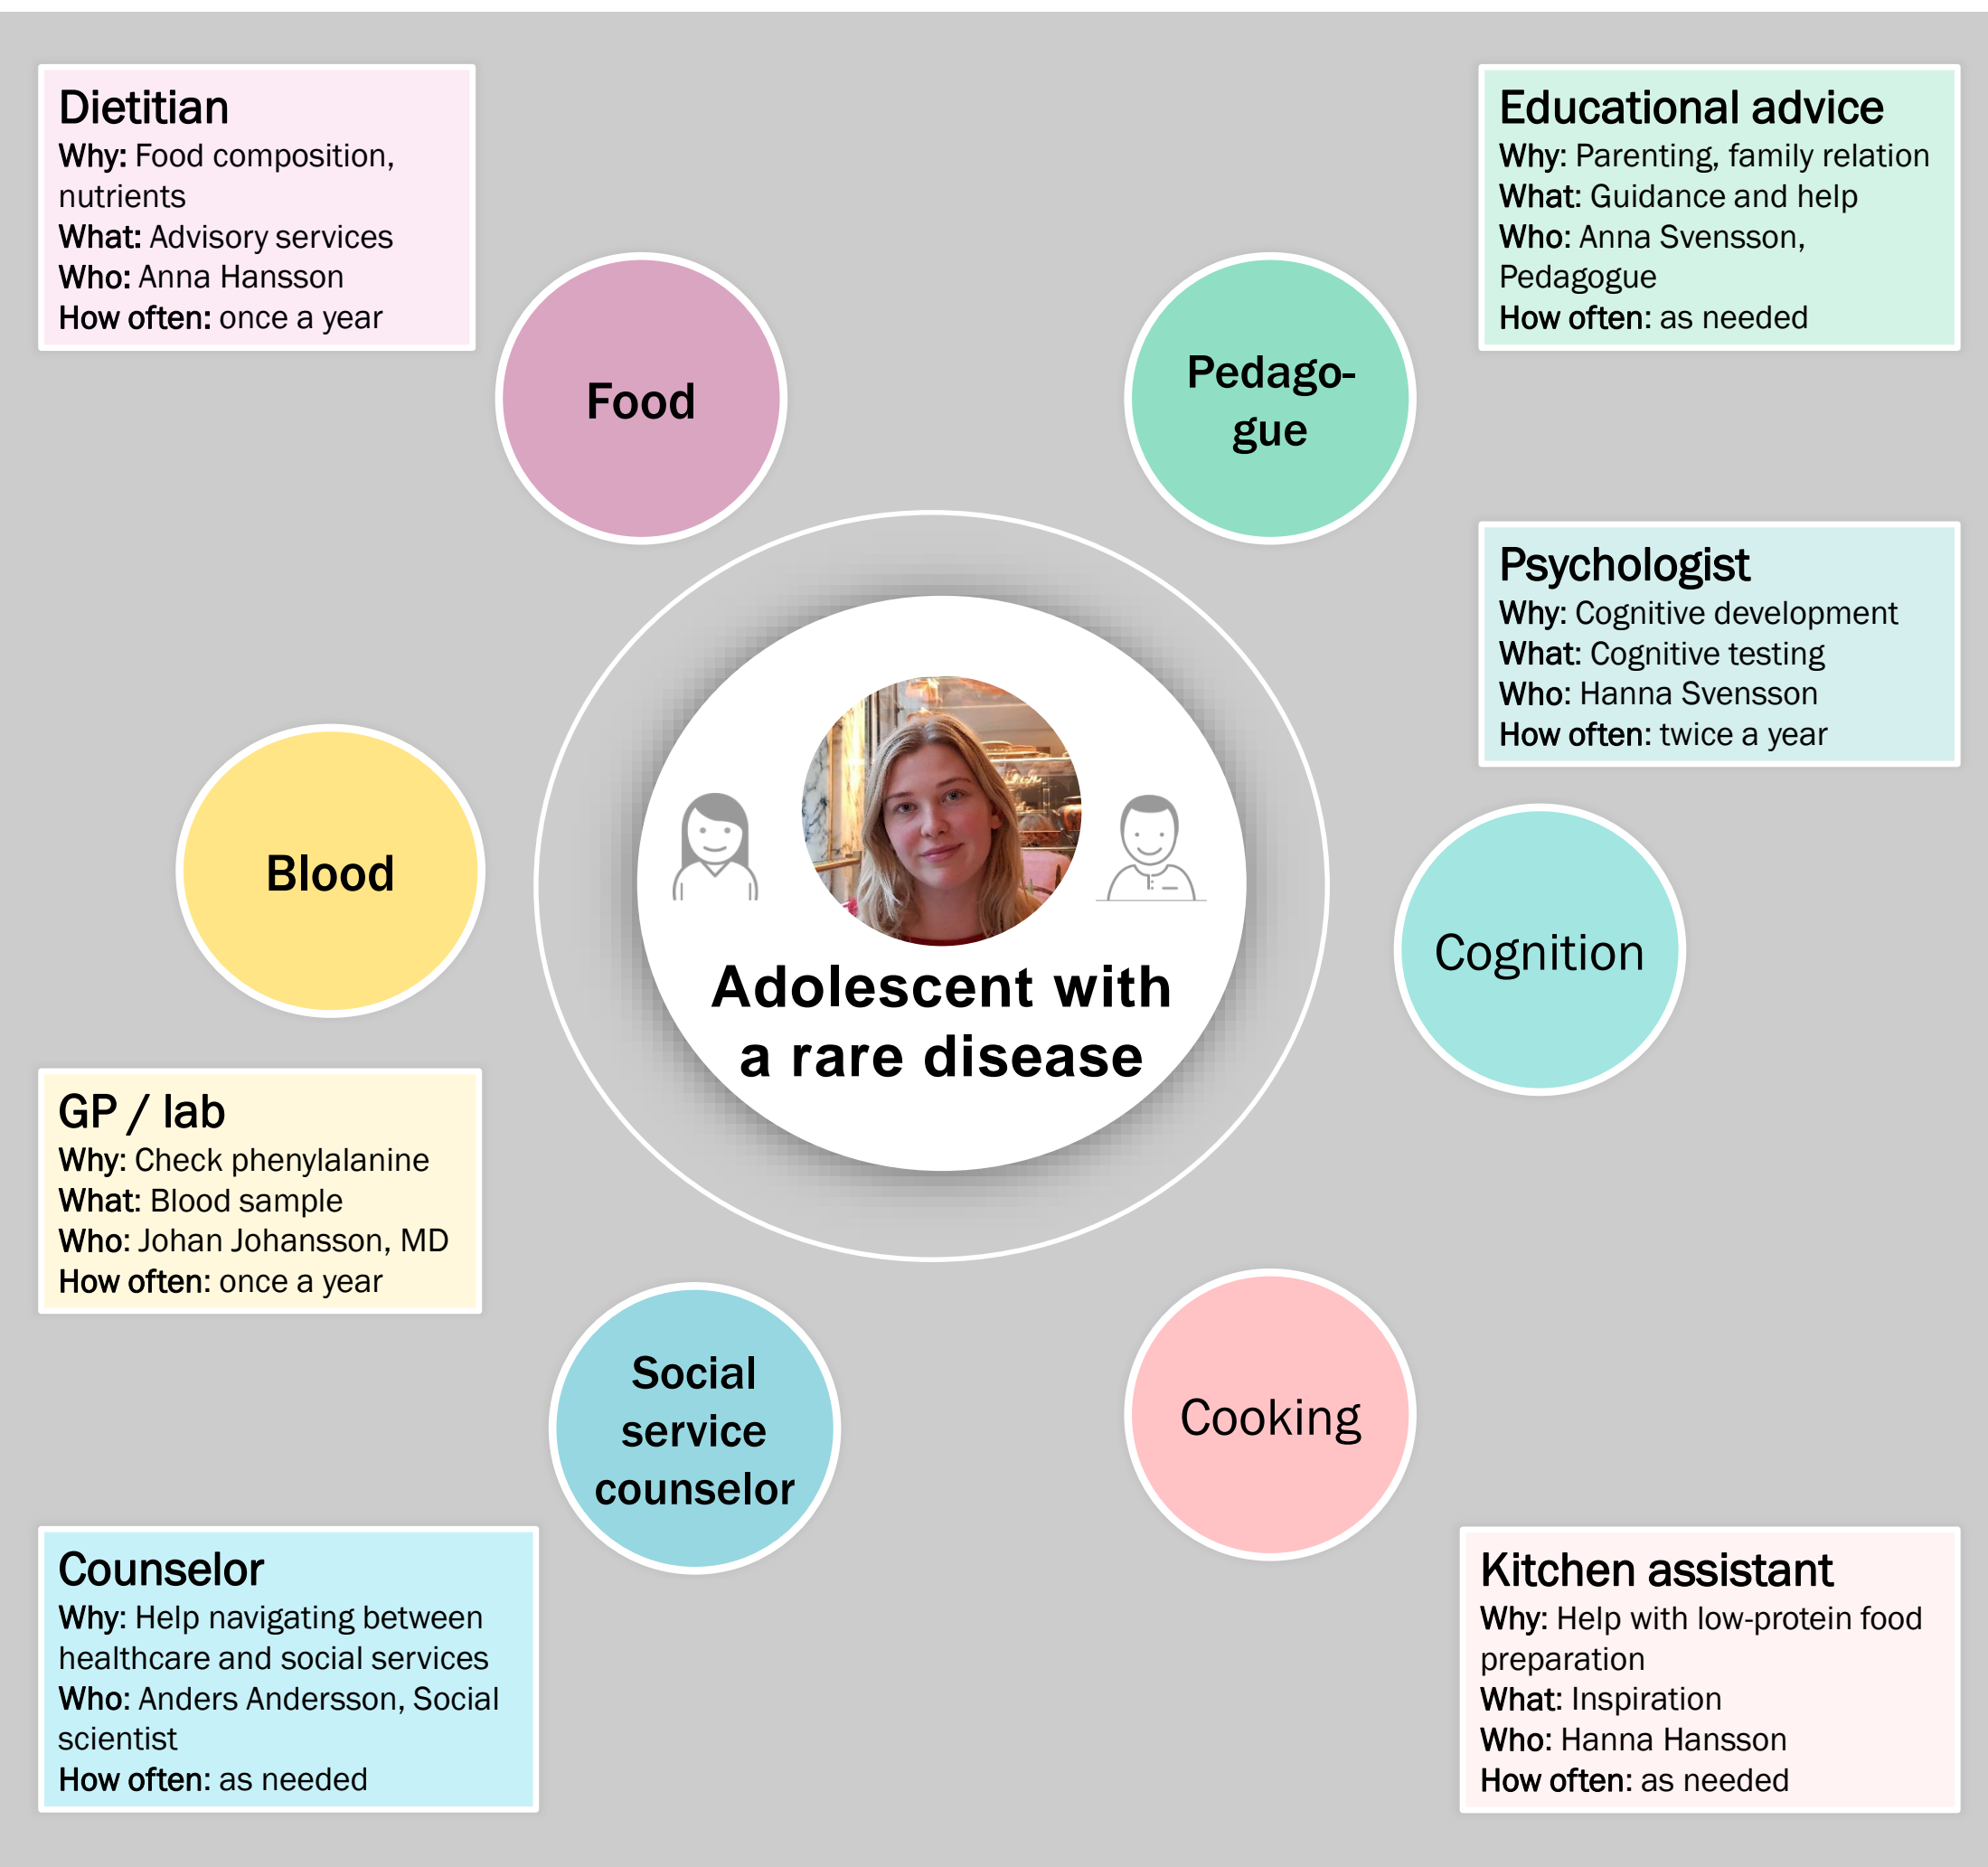 Dietitian
Why: Food composition,
nutrients
What: Advisory services
Who: Anna Hansson
How often: once a year
Educational advice
Why: Parenting, family relation
What: Guidance and help
Who: Anna Svensson,
Pedagogue
How often: as needed
Food
Pedago-
gue
Psychologist
Why: Cognitive development
What: Cognitive testing
Who: Hanna Svensson
How often: twice a year
Blood
Cognition
Adolescent with
a rare disease
GP / lab
Why: Check phenylalanine
What: Blood sample
Who: Johan Johansson, MD
How often: once a year
Social
service
counselor
Cooking
Counselor
Why: Help navigating between
healthcare and social services
Who: Anders Andersson, Social
scientist
How often: as needed
Kitchen assistant
Why: Help with low-protein food
preparation
What: Inspiration
Who: Hanna Hansson
How often: as needed